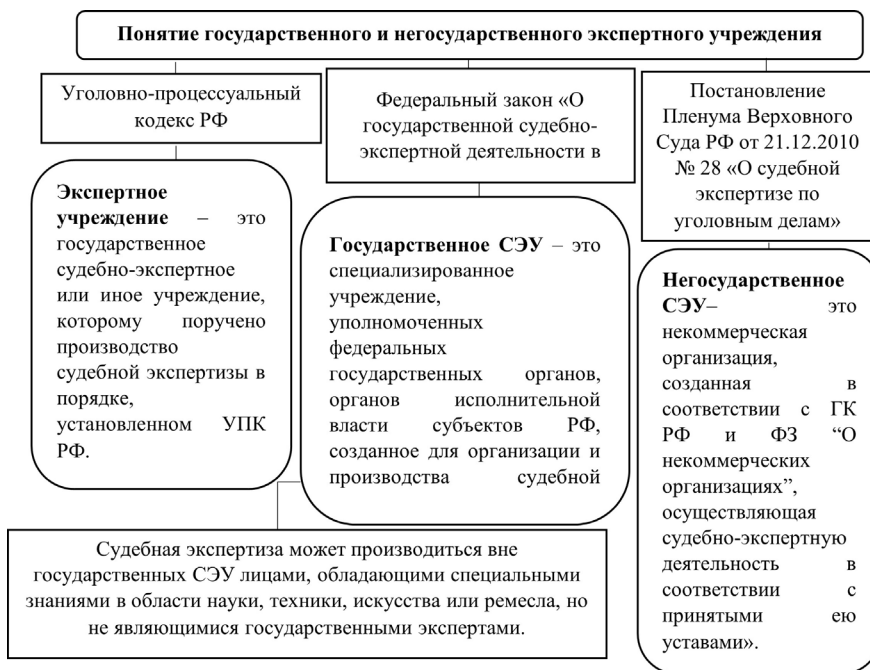 Понятие государственного и негосударственного экспертного учреждения
Уголовно-процессуальный
кодекс РФ
Экспертное
учреждение – это
государственное
судебно-экспертное
или иное учреждение,
которому поручено
производство
судебной экспертизы в
порядке,
установленном УПК
РФ.
Федеральный закон «О
государственной судебно-
экспертной деятельности в
Государственное СЭУ – это
специализированное
учреждение,
уполномоченных
федеральных
государственных органов,
органов исполнительной
власти субъектов РФ,
созданное для организации и
производства судебной
Судебная экспертиза может производиться вне
государственных СЭУ лицами, обладающими специальными
знаниями в области науки, техники, искусства или ремесла, но
не являющимися государственными экспертами.
Постановление
Пленума Верховного
Суда РФ от 21.12.2010
№ 28 «О судебной
экспертизе по
уголовным делам»
Негосударственное
СЭУ– это
некоммерческая
организация,
созданная в
соответствии с ГК
РФ и ФЗ “О
некоммерческих
организациях”,
осуществляющая
судебно-экспертную
деятельность в
соответствии с
принятыми ею
уставами».